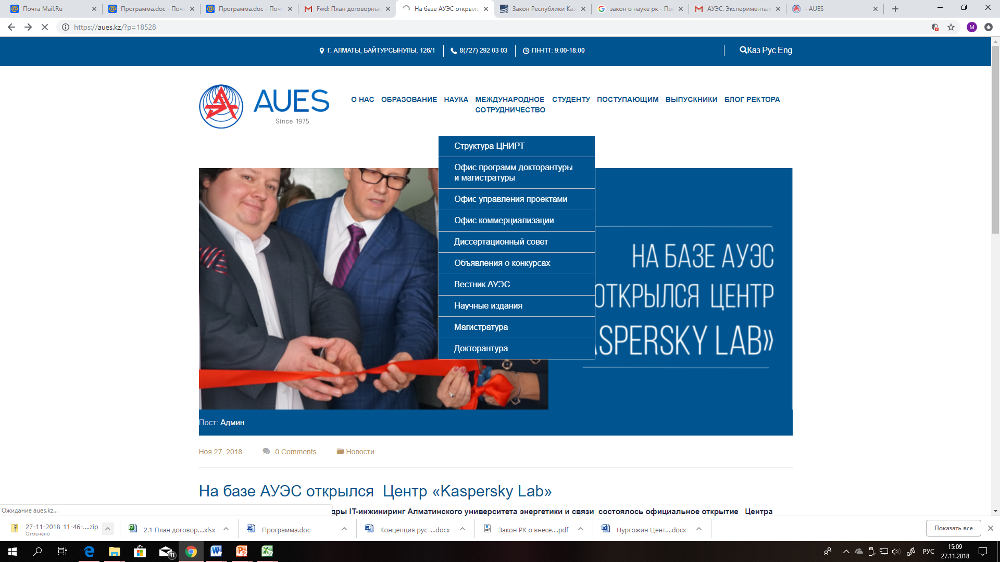 Почта Mail.Ru
Программа.doc - Почт
Программа.doc - Почт
Fwd: План договорны
На базе АУЭС открылс
Закон Республики Каз
закон о науке рк - По
АУЭС. Эксперимента
- AUES
https://aues.kz/?p=18528
M
Г. АЛМАТЫ, БАЙТУРСЫНУЛЫ, 126/1
8(727) 292 03 03
ПН-ПТ: 9:00-18:00
Каз Рус Eng
AUES
Since 1975
О НАС ОБРАЗОВАНИЕ НАУКА МЕЖДУНАРОДНОЕ СОТРУДНИЧЕСТВО СТУДЕНТУ ПОСТУПАЮЩИМ ВЫПУСКНИКИ БЛОГ РЕКТОРА
Структура ЦНИРТ
Офис программ докторантуры
и магистратуры
Офис управления проектами
Офис коммерциализации
Диссертационный совет
Объявления о конкурсах
Вестник АУЭС
Научные издания
Магистратура
Докторантура
НА БАЗЕ АУЭС
ОТКРЫЛСЯ ЦЕНТР
ASPERSKY LAB»
Пост: Админ
Ноя 27, 2018
0 Comments
Новости
На базе АУЭС открылся Центр «Kaspersky Lab»
дры IT-инжиниринг Алматинского университета энергетики и связи состоялось официальное открытие Центра
Ожидание aues.kz...
27-11-2018_11-46-....zip
Отменено
2.1 План договор....xlsx
Программа.doc
Концепция рус ....docx
Закон РК о внесе....pdf
Нургожин Цент....docx
Показать все
11
РУС
15:09
27.11.2018